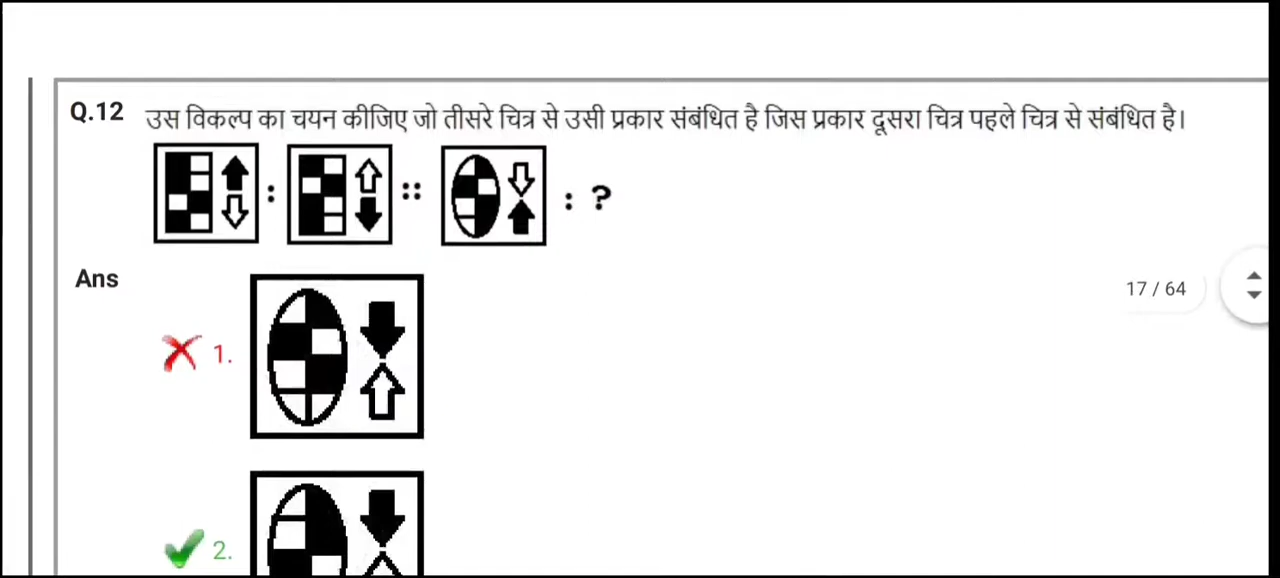 Q.12 उस विकल्प का चयन कीजिए जो तीसरे चित्र से उसी प्रकार संबंधित है जिस प्रकार दूसरा चित्र पहले चित्र से संबंधित है।
: :: : ?
Ans
17 / 64
1.
2.